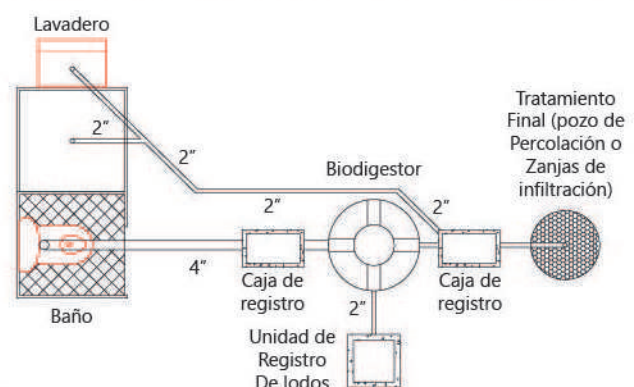 Lavadero
2"
2"
2"
2"
4"
Baño
Caja de
registro
Biodigestor
2"
Unidad de
Registro
De lodos
Caja de
registro
Tratamiento
Final (pozo de
Percolación o
Zanjas de
infiltración)